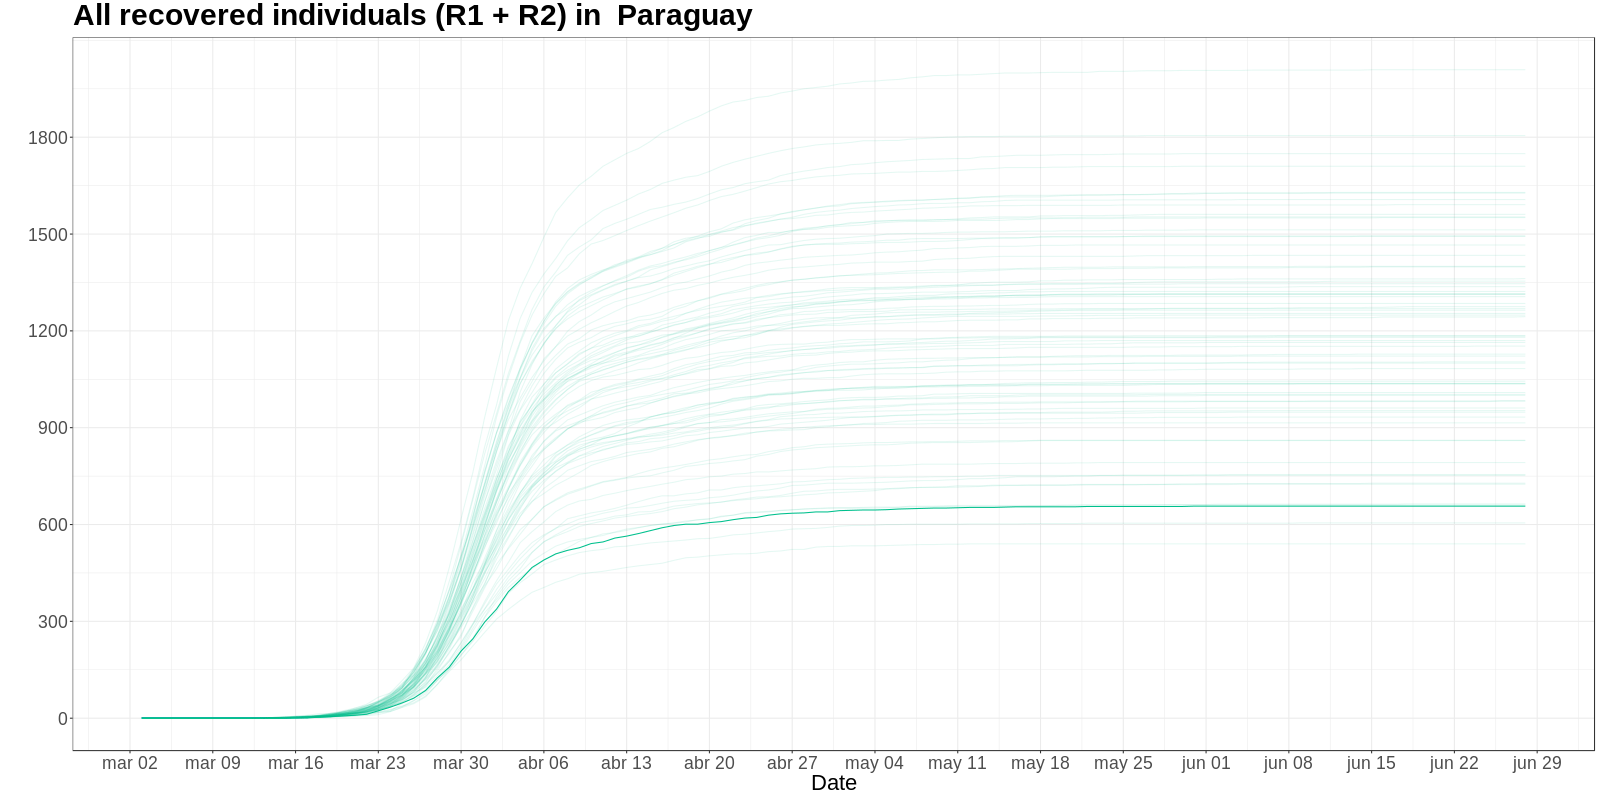 All recovered individuals (R1 + R2) in  Paraguay
1800
1500
1200
900
600
300
0
mar 02 mar 09 mar 16 mar 23 mar 30 abr 06 abr 13 abr 20 abr 27 may 04 may 11 may 18 may 25 jun 01 jun 08 jun 15 jun 22 jun 29
Date